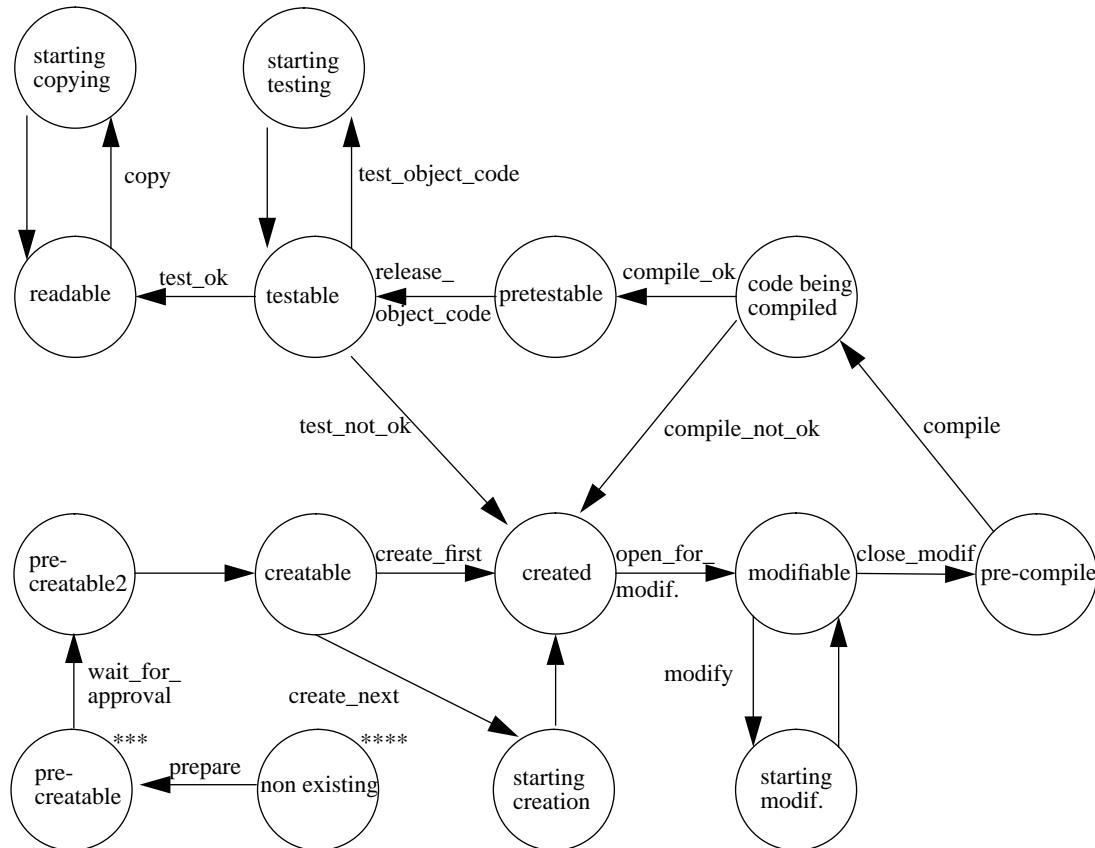 starting
copying
starting
testing
copy
test_object_code
readable
test_ok
testable
release_
object_code
pretestable
compile_ok
code being
compiled
test_not_ok
compile_not_ok
compile
pre-
creatable2
creatable
create_first
created
open_for_
modif.
modifiable
close_modif
pre-compile
wait_for_
approval
create_next
modify
***
pre-
creatable
prepare
****
non existing
starting
creation
starting
modif.